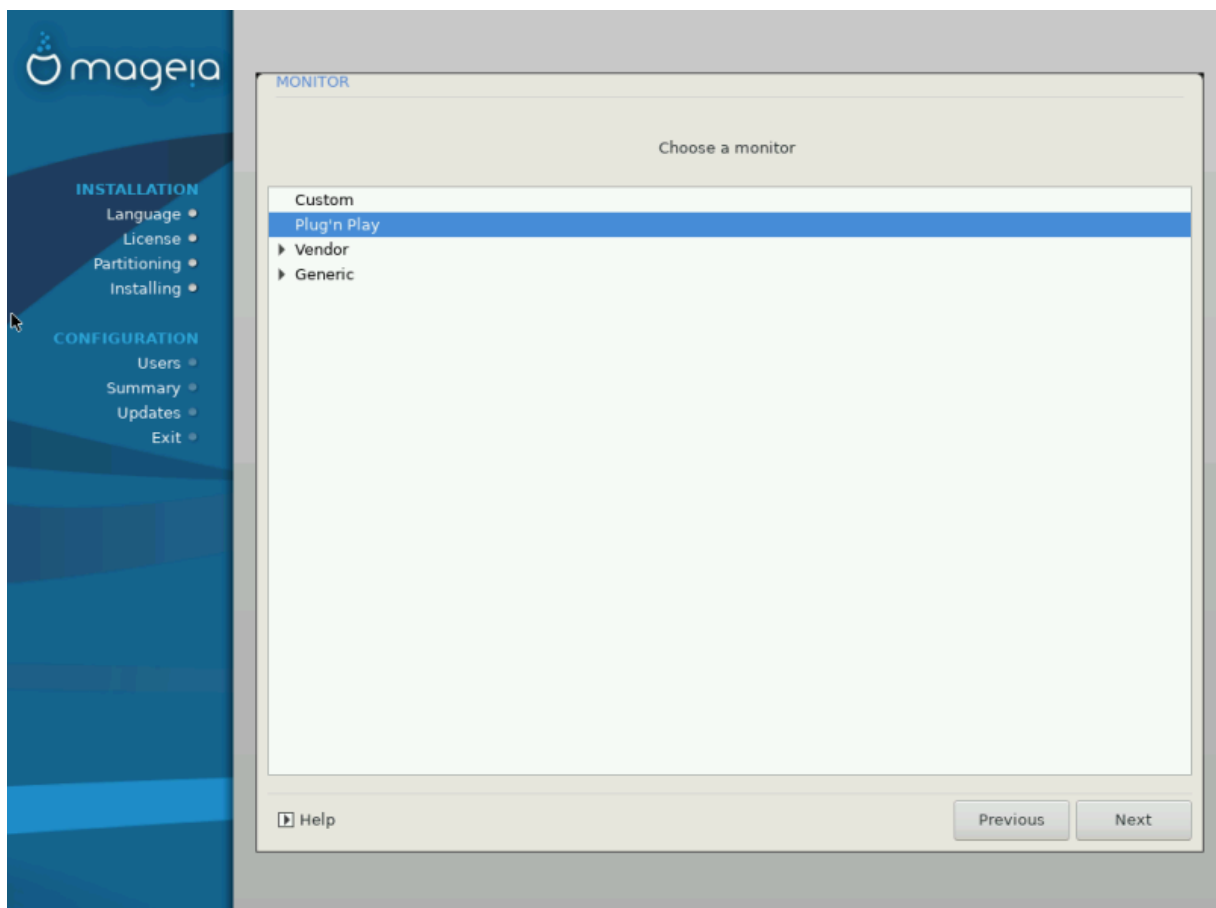 mageia
INSTALLATION
Language
License
Partitioning
Installing
CONFIGURATION
Users
Summary
Updates
Exit
MONITOR
Choose a monitor
Custom
Plug'n Play
Vendor
Generic
Help
Previous
Next